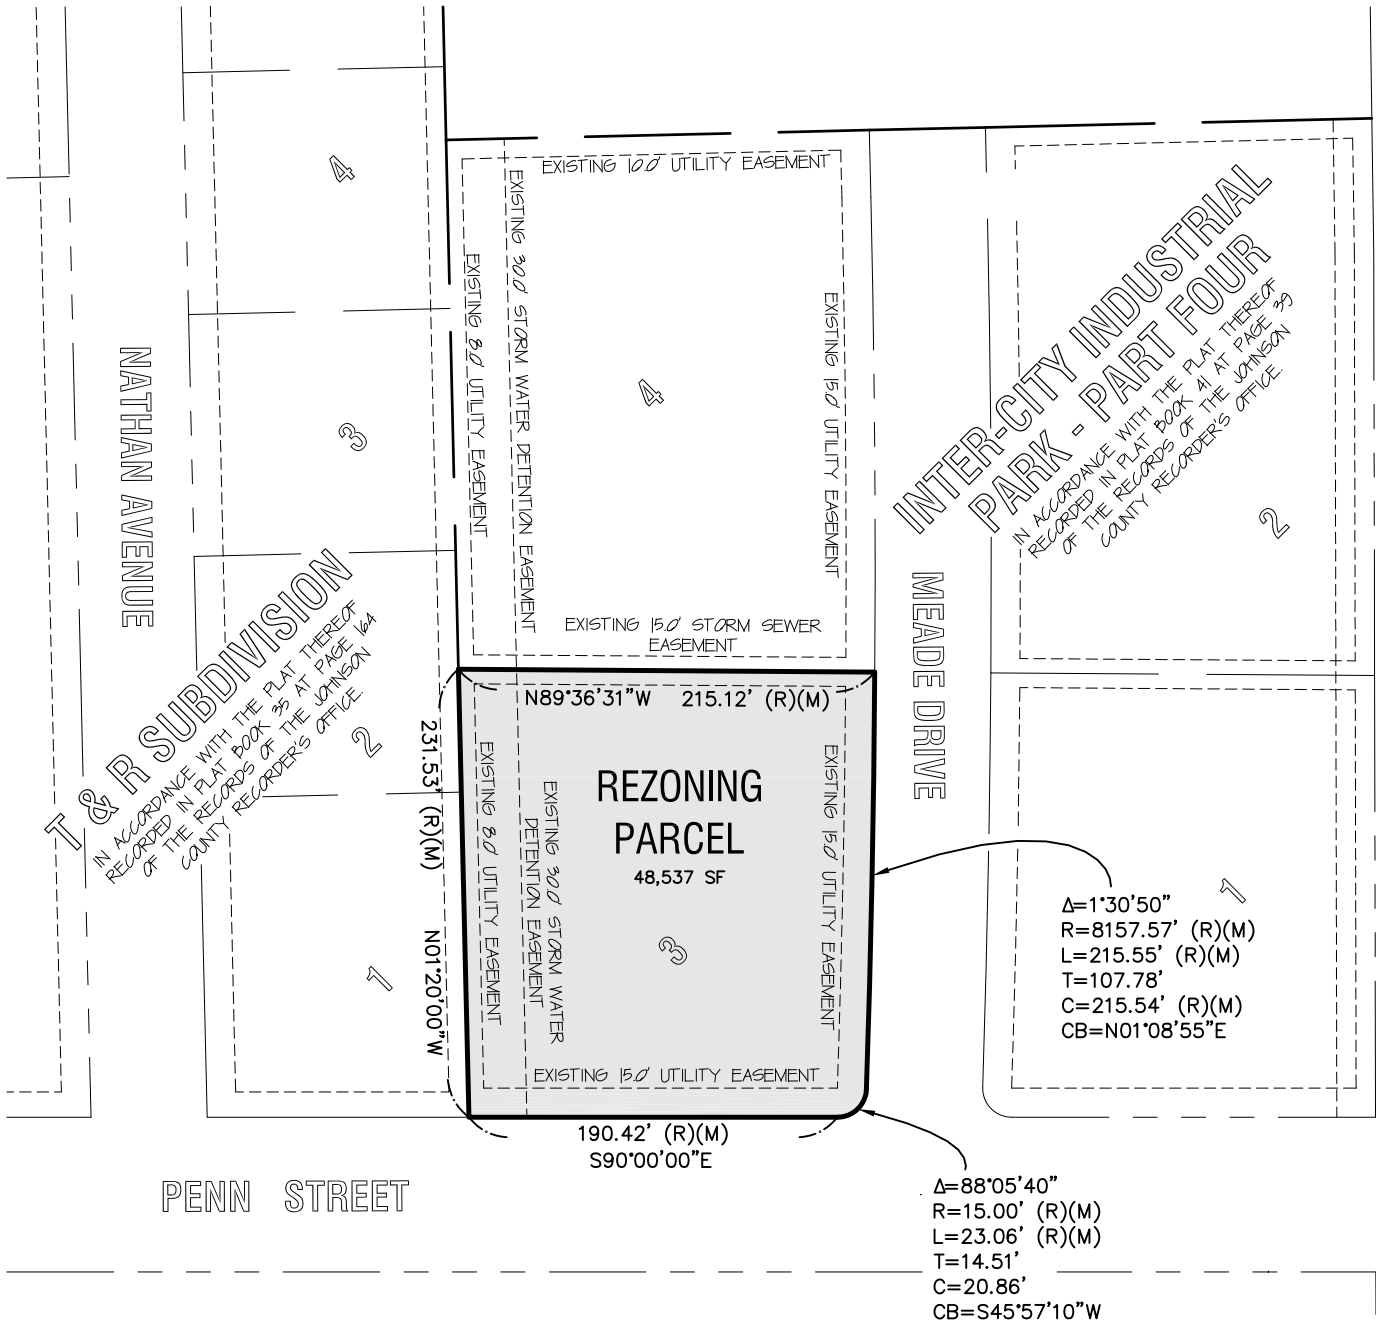 4
EXISTING 10.0' UTILITY EASEMENT
EXISTING 30.0' STORM WATER DETENTION EASEMENT
EXISTING 8.0' UTILITY EASEMENT
EXISTING 15.0' UTILITY EASEMENT
4
EXISTING 15.0' STORM SEWER
EASEMENT
INTER-CITY INDUSTRIAL
PARK - PART FOUR
IN ACCORDANCE WITH THE PLAT THEREOF
RECORDED IN PLAT BOOK 41 AT PAGE 39
OF THE RECORDS OF THE JOHNSON
COUNTY RECORDER'S OFFICE.
2
NATHAN AVENUE
3
T & R SUBDIVISION
IN ACCORDANCE WITH THE PLAT THEREOF
RECORDED IN PLAT BOOK 35 AT PAGE 164
OF THE RECORDS OF THE JOHNSON
COUNTY RECORDER'S OFFICE.
2
1
MEADE DRIVE
N89°36'31"W 215.12' (R)(M)
231.53' (R)(M)
N01°20'00"W
REZONING
PARCEL
48,537 SF
EXISTING 8.0' UTILITY EASEMENT
EXISTING 30.0' STORM WATER
DETENTION EASEMENT
EXISTING 15.0' UTILITY EASEMENT
3
EXISTING 15.0' UTILITY EASEMENT
1
Δ=1°30'50"
R=8157.57' (R)(M)
L=215.55' (R)(M)
T=107.78'
C=215.54' (R)(M)
CB=N01°08'55"E
190.42' (R)(M)
S90°00'00"E
PENN STREET
Δ=88°05'40"
R=15.00' (R)(M)
L=23.06' (R)(M)
T=14.51'
C=20.86'
CB=S45°57'10"W